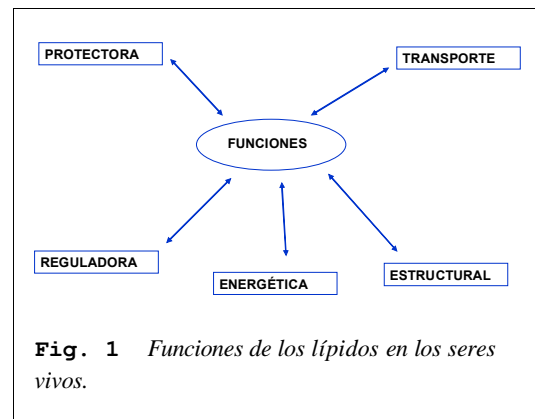 PROTECTORA
TRANSPORTE
FUNCIONES
REGULADORA
ENERGÉTICA
ESTRUCTURAL
Fig. 1 Funciones de los lípidos en los seres
vivos.